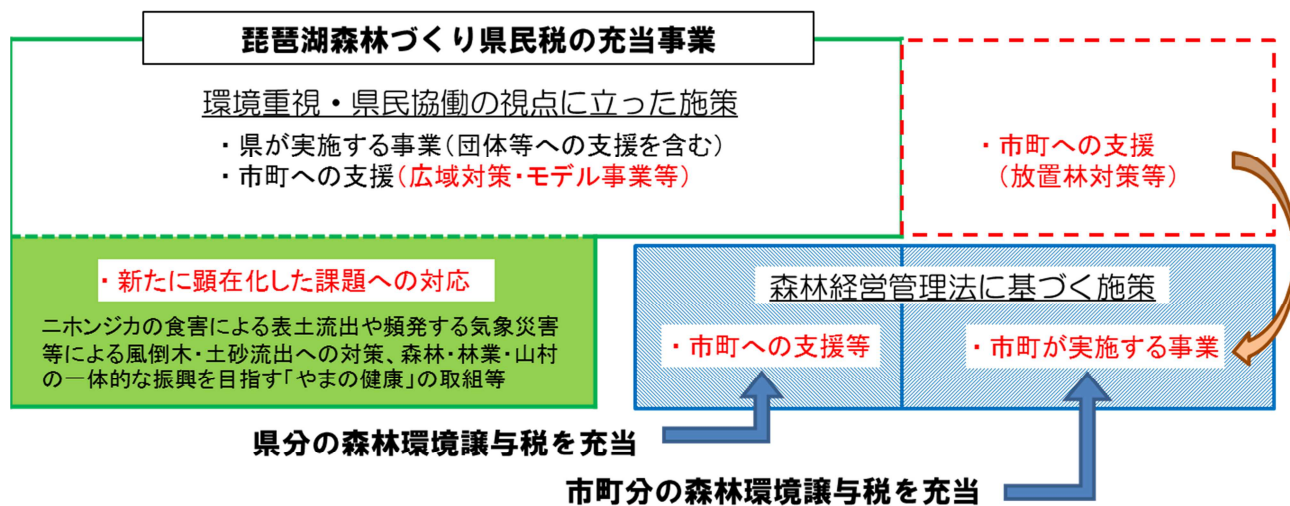 琵琶湖森林づくり県民税の充当事業
環境重視・県民協働の視点に立った施策
・県が実施する事業(団体等への支援を含む)
・市町への支援(広域対策・モデル事業等)
・市町への支援
(放置林対策等)
・新たに顕在化した課題への対応
ニホンジカの食害による表土流出や頻発する気象災害
等による風倒木・土砂流出への対策、森林・林業・山村
の一体的な振興を目指す「やまの健康」の取組等
森林経営管理法に基づく施策
・市町への支援等
・市町が実施する事業
県分の森林環境譲与税を充当
市町分の森林環境譲与税を充当